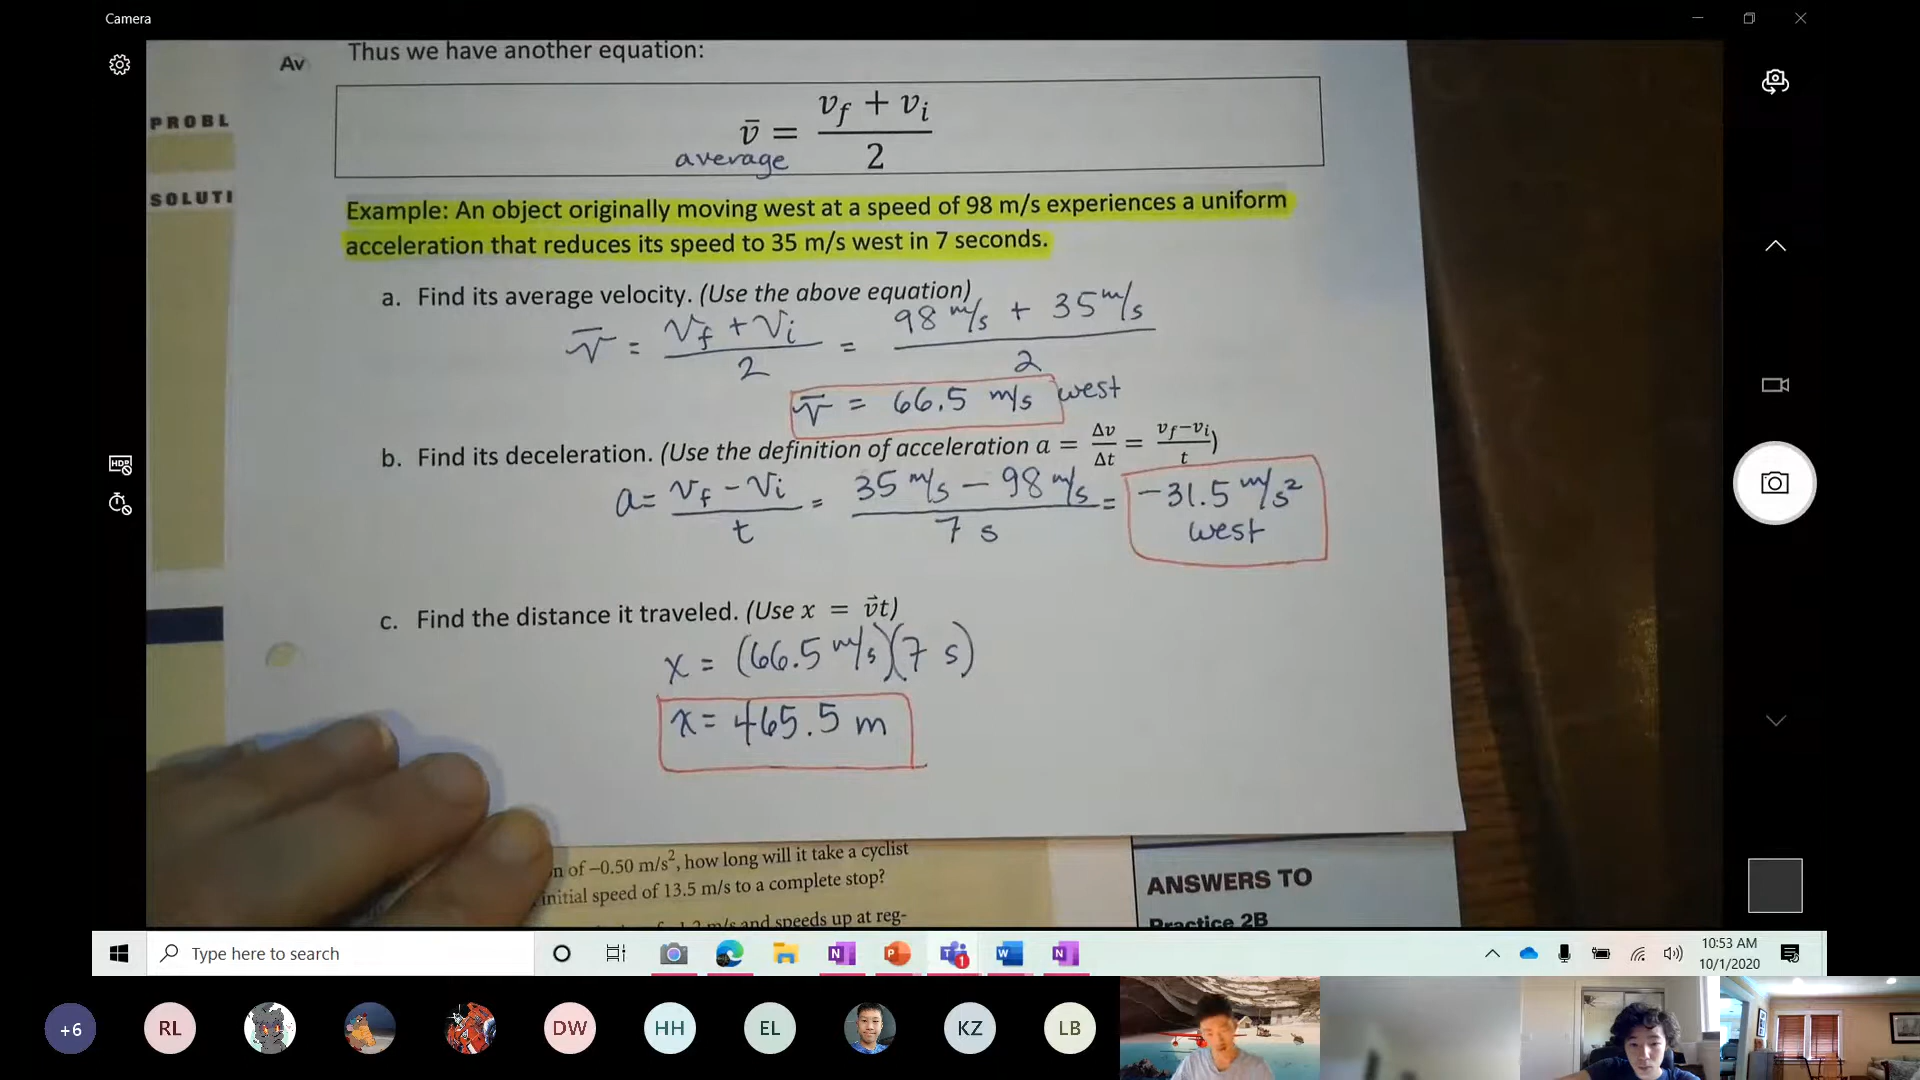 Camera
Av
Thus we have another equation:
PROBL
v̄ = (v_f + v_i)/2
average
SOLUTI
Example: An object originally moving west at a speed of 98 m/s experiences a uniform
acceleration that reduces its speed to 35 m/s west in 7 seconds.
a. Find its average velocity. (Use the above equation)
v̄ = (v_f + v_i)/2 = (98 m/s + 35 m/s)/2
v̄ = 66.5 m/s west
b. Find its deceleration. (Use the definition of acceleration a = Δv/Δt = (v_f−v_i)/t)
a = (v_f − v_i)/t = (35 m/s − 98 m/s)/7 s = −31.5 m/s²
west
c. Find the distance it traveled. (Use x = v⃗t)
x = (66.5 m/s)(7 s)
x = 465.5 m
n of −0.50 m/s², how long will it take a cyclist
initial speed of 13.5 m/s to a complete stop?
m/s and speeds up at reg-
ANSWERS TO
Practice 2B
Type here to search
1
10:53 AM
10/1/2020
+6
RL
DW
HH
EL
KZ
LB